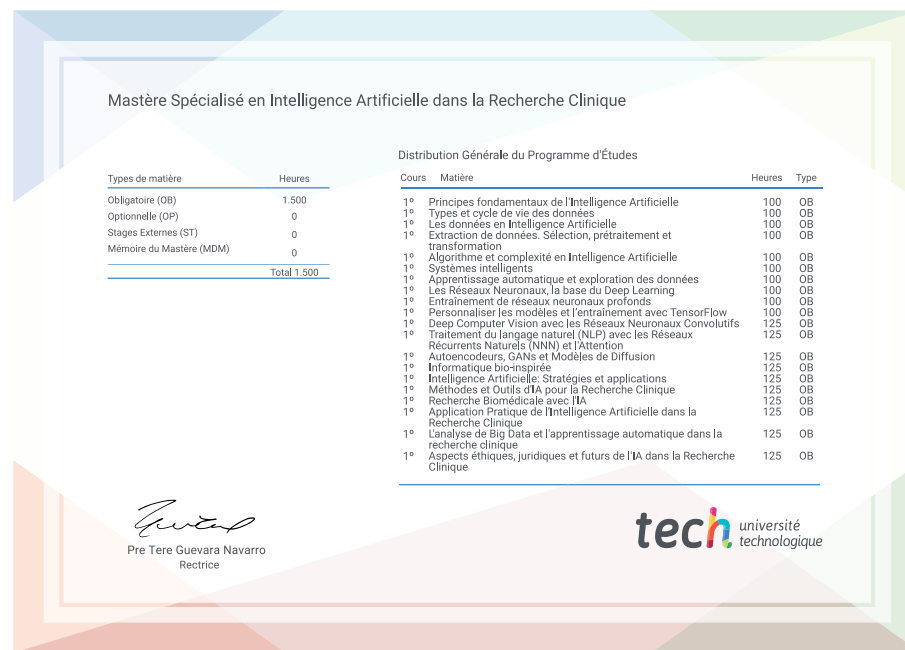 Mastère Spécialisé en Intelligence Artificielle dans la Recherche Clinique
Types de matière Heures
Obligatoire (OB) 1.500
Optionnelle (OP) 0
Stages Externes (ST) 0
Mémoire du Mastère (MDM) 0
Total 1.500
Distribution Générale du Programme d'Études
Cours Matière Heures Type
1º Principes fondamentaux de l'Intelligence Artificielle 100 OB
1º Types et cycle de vie des données 100 OB
1º Les données en Intelligence Artificielle 100 OB
1º Extraction de données. Sélection, prétraitement et 100 OB
transformation
1º Algorithme et complexité en Intelligence Artificielle 100 OB
1º Systèmes intelligents 100 OB
1º Apprentissage automatique et exploration des données 100 OB
1º Les Réseaux Neuronaux, la base du Deep Learning 100 OB
1º Entraînement de réseaux neuronaux profonds 100 OB
1º Personnaliser les modèles et l'entraînement avec TensorFlow 100 OB
1º Deep Computer Vision avec les Réseaux Neuronaux Convolutifs 125 OB
1º Traitement du langage naturel (NLP) avec les Réseaux 125 OB
Récurrents Naturels (NNN) et l'Attention
1º Autoencodeurs, GANs et Modèles de Diffusion 125 OB
1º Informatique bio-inspirée 125 OB
1º Intelligence Artificielle: Stratégies et applications 125 OB
1º Méthodes et Outils d'IA pour la Recherche Clinique 125 OB
1º Recherche Biomédicale avec l'IA 125 OB
1º Application Pratique de l'Intelligence Artificielle dans la 125 OB
Recherche Clinique
1º L'analyse de Big Data et l'apprentissage automatique dans la 125 OB
recherche clinique
1º Aspects éthiques, juridiques et futurs de l'IA dans la Recherche 125 OB
Clinique
Pre Tere Guevara Navarro
Rectrice
tech université
technologique